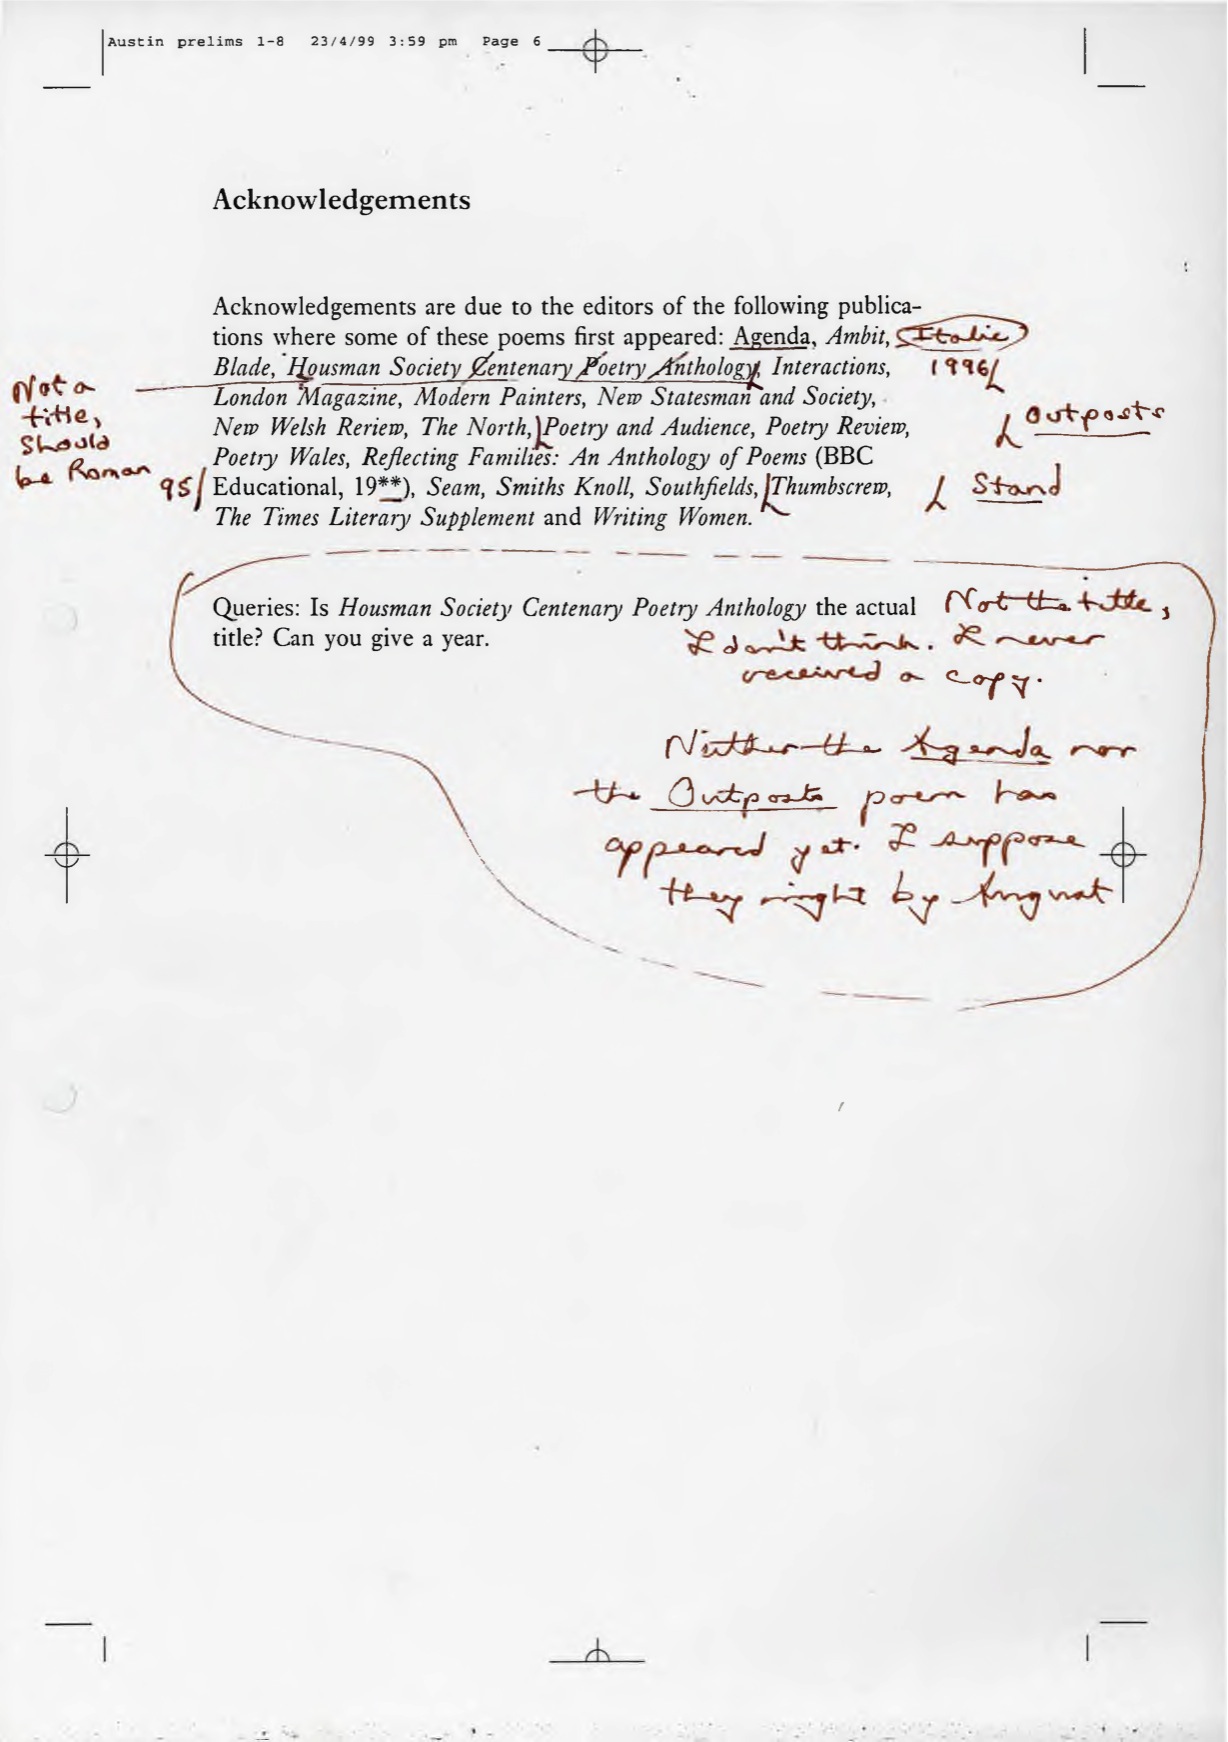 Austin prelims 1-8 23/4/99 3:59 pm Page 6
Acknowledgements
Acknowledgements are due to the editors of the following publica-
tions where some of these poems first appeared: Agenda, Ambit, Italic
Blade, Housman Society Centenary Poetry Anthology, Interactions, 1996/
London Magazine, Modern Painters, New Statesman and Society,
New Welsh Reriew, The North, Poetry and Audience, Poetry Review, Outposts
Poetry Wales, Reflecting Families: An Anthology of Poems (BBC
95/ Educational, 19**), Seam, Smiths Knoll, Southfields, Thumbscrew, Stand
The Times Literary Supplement and Writing Women.
Not a
title,
Should
be Roman
Queries: Is Housman Society Centenary Poetry Anthology the actual Not the title,
title? Can you give a year. I don't think. I never
received a copy.
Neither the Agenda nor
the Outposts poem has
appeared yet. I suppose
they might by August